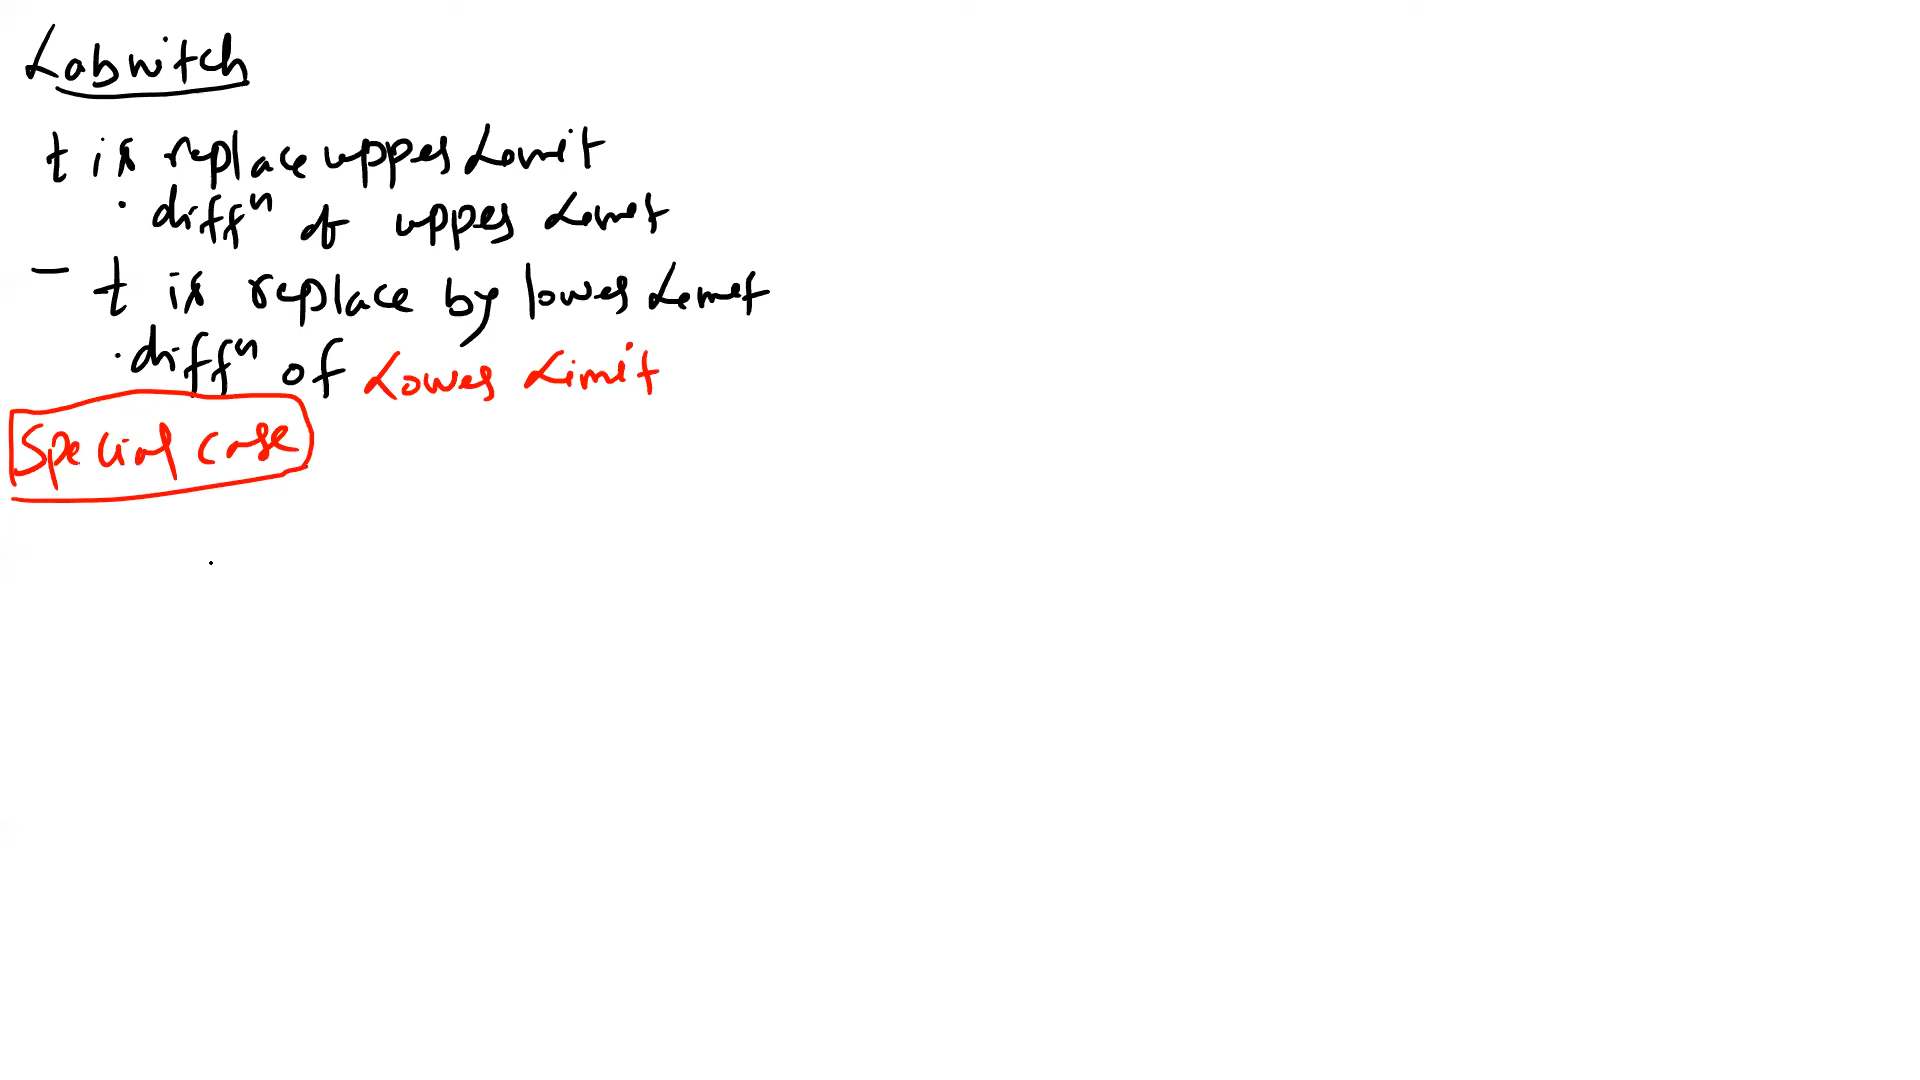 Labwitch
t is replace upper Limit
· diffⁿ of upper Limit
- t is replace by lower Limit
· diffⁿ of Lower Limit
Special case